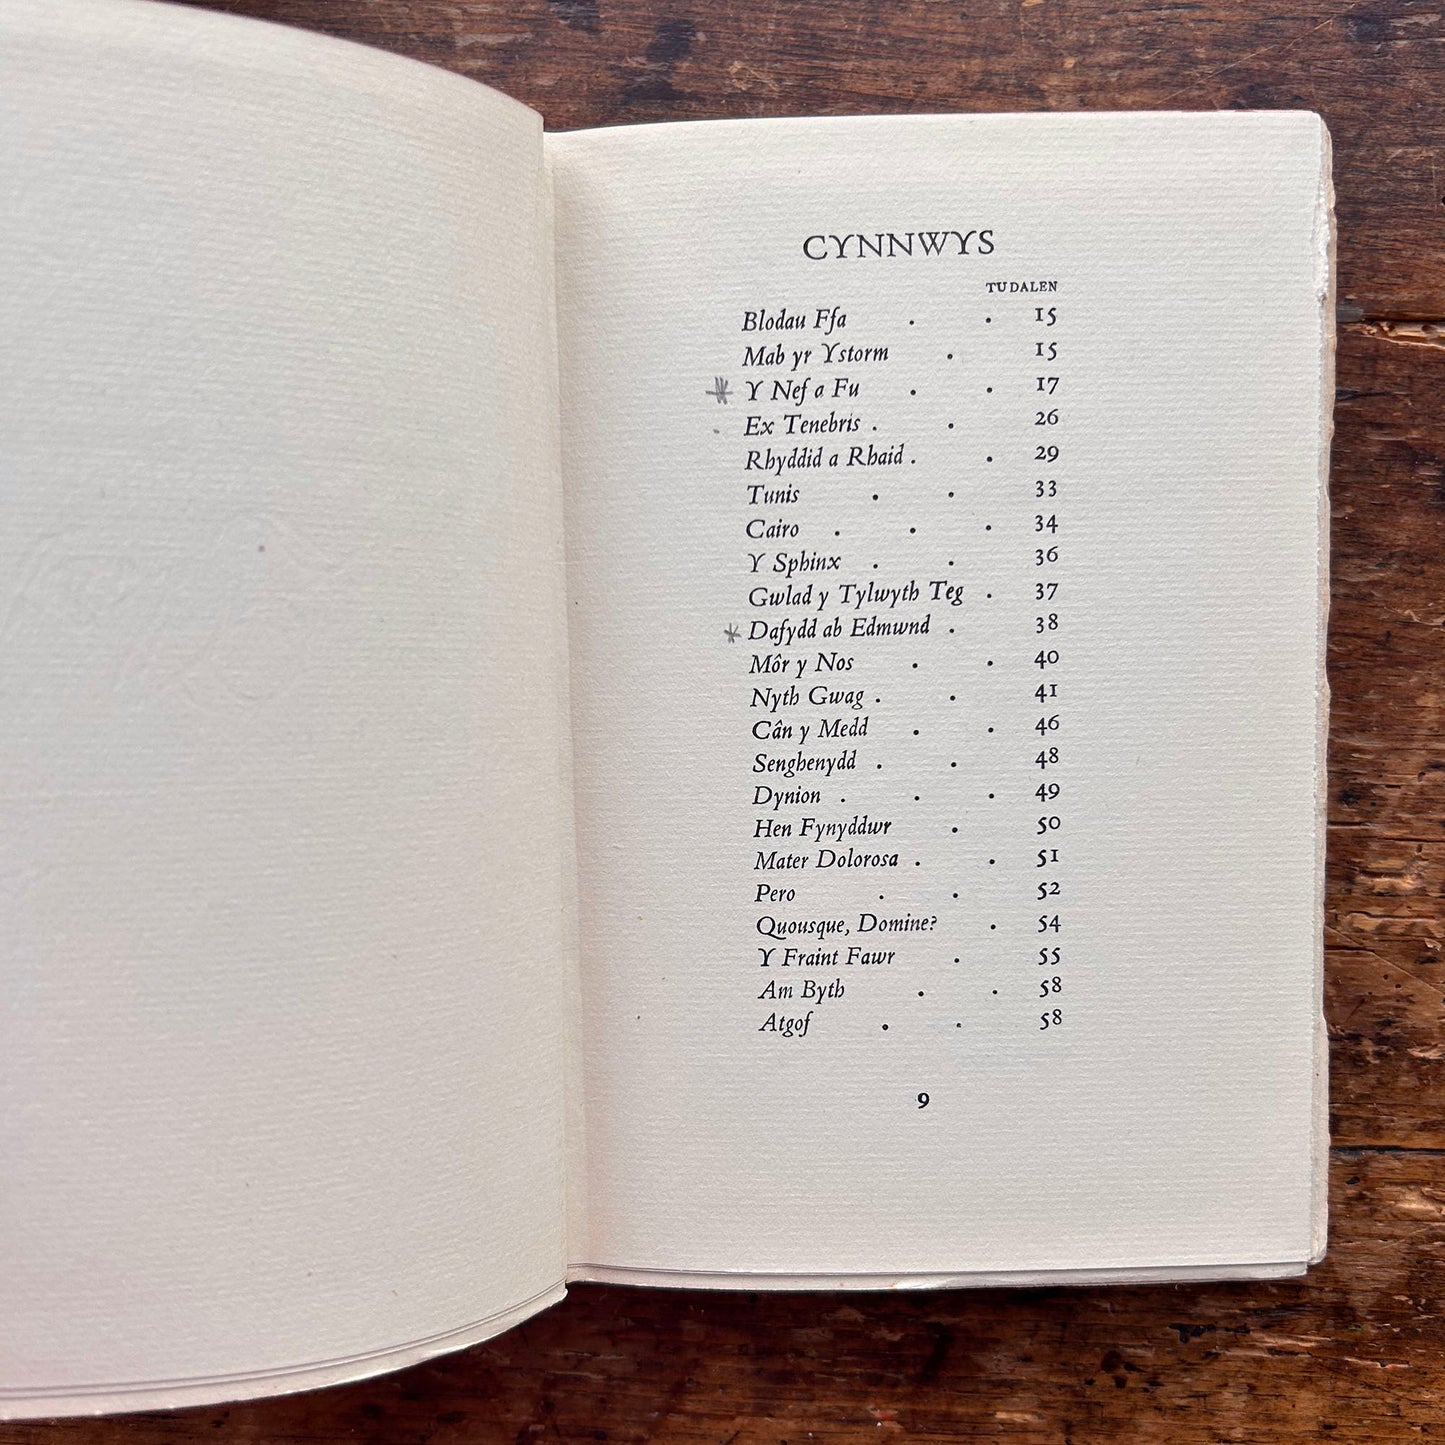 CYNNWYS
TUDALEN
Blodau Ffa . . 15
Mab yr Ystorm . 15
* Y Nef a Fu . . 17
Ex Tenebris . . 26
Rhyddid a Rhaid . . 29
Tunis . . 33
Cairo . . . 34
Y Sphinx . . 36
Gwlad y Tylwyth Teg . 37
* Dafydd ab Edmwnd . 38
Môr y Nos . . 40
Nyth Gwag . . 41
Cân y Medd . . 46
Senghenydd . . 48
Dynion . . . 49
Hen Fynyddwr . 50
Mater Dolorosa . . 51
Pero . . 52
Quousque, Domine? . 54
Y Fraint Fawr . 55
Am Byth . . 58
Atgof . . 58
9